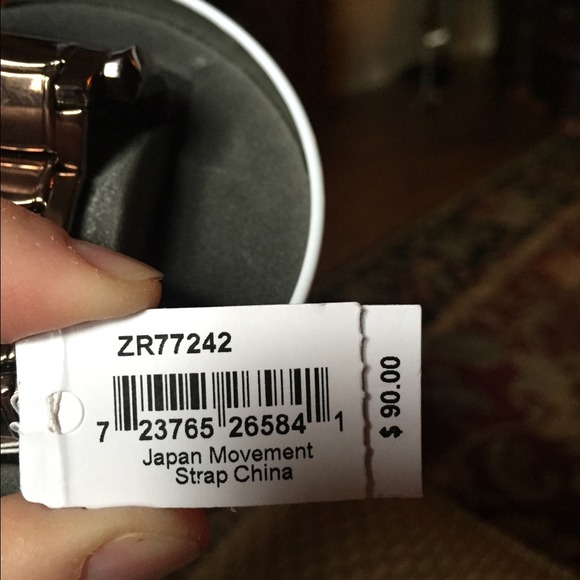 ZR77242
7 23765 26584 1
Japan Movement
Strap China
$ 90.00